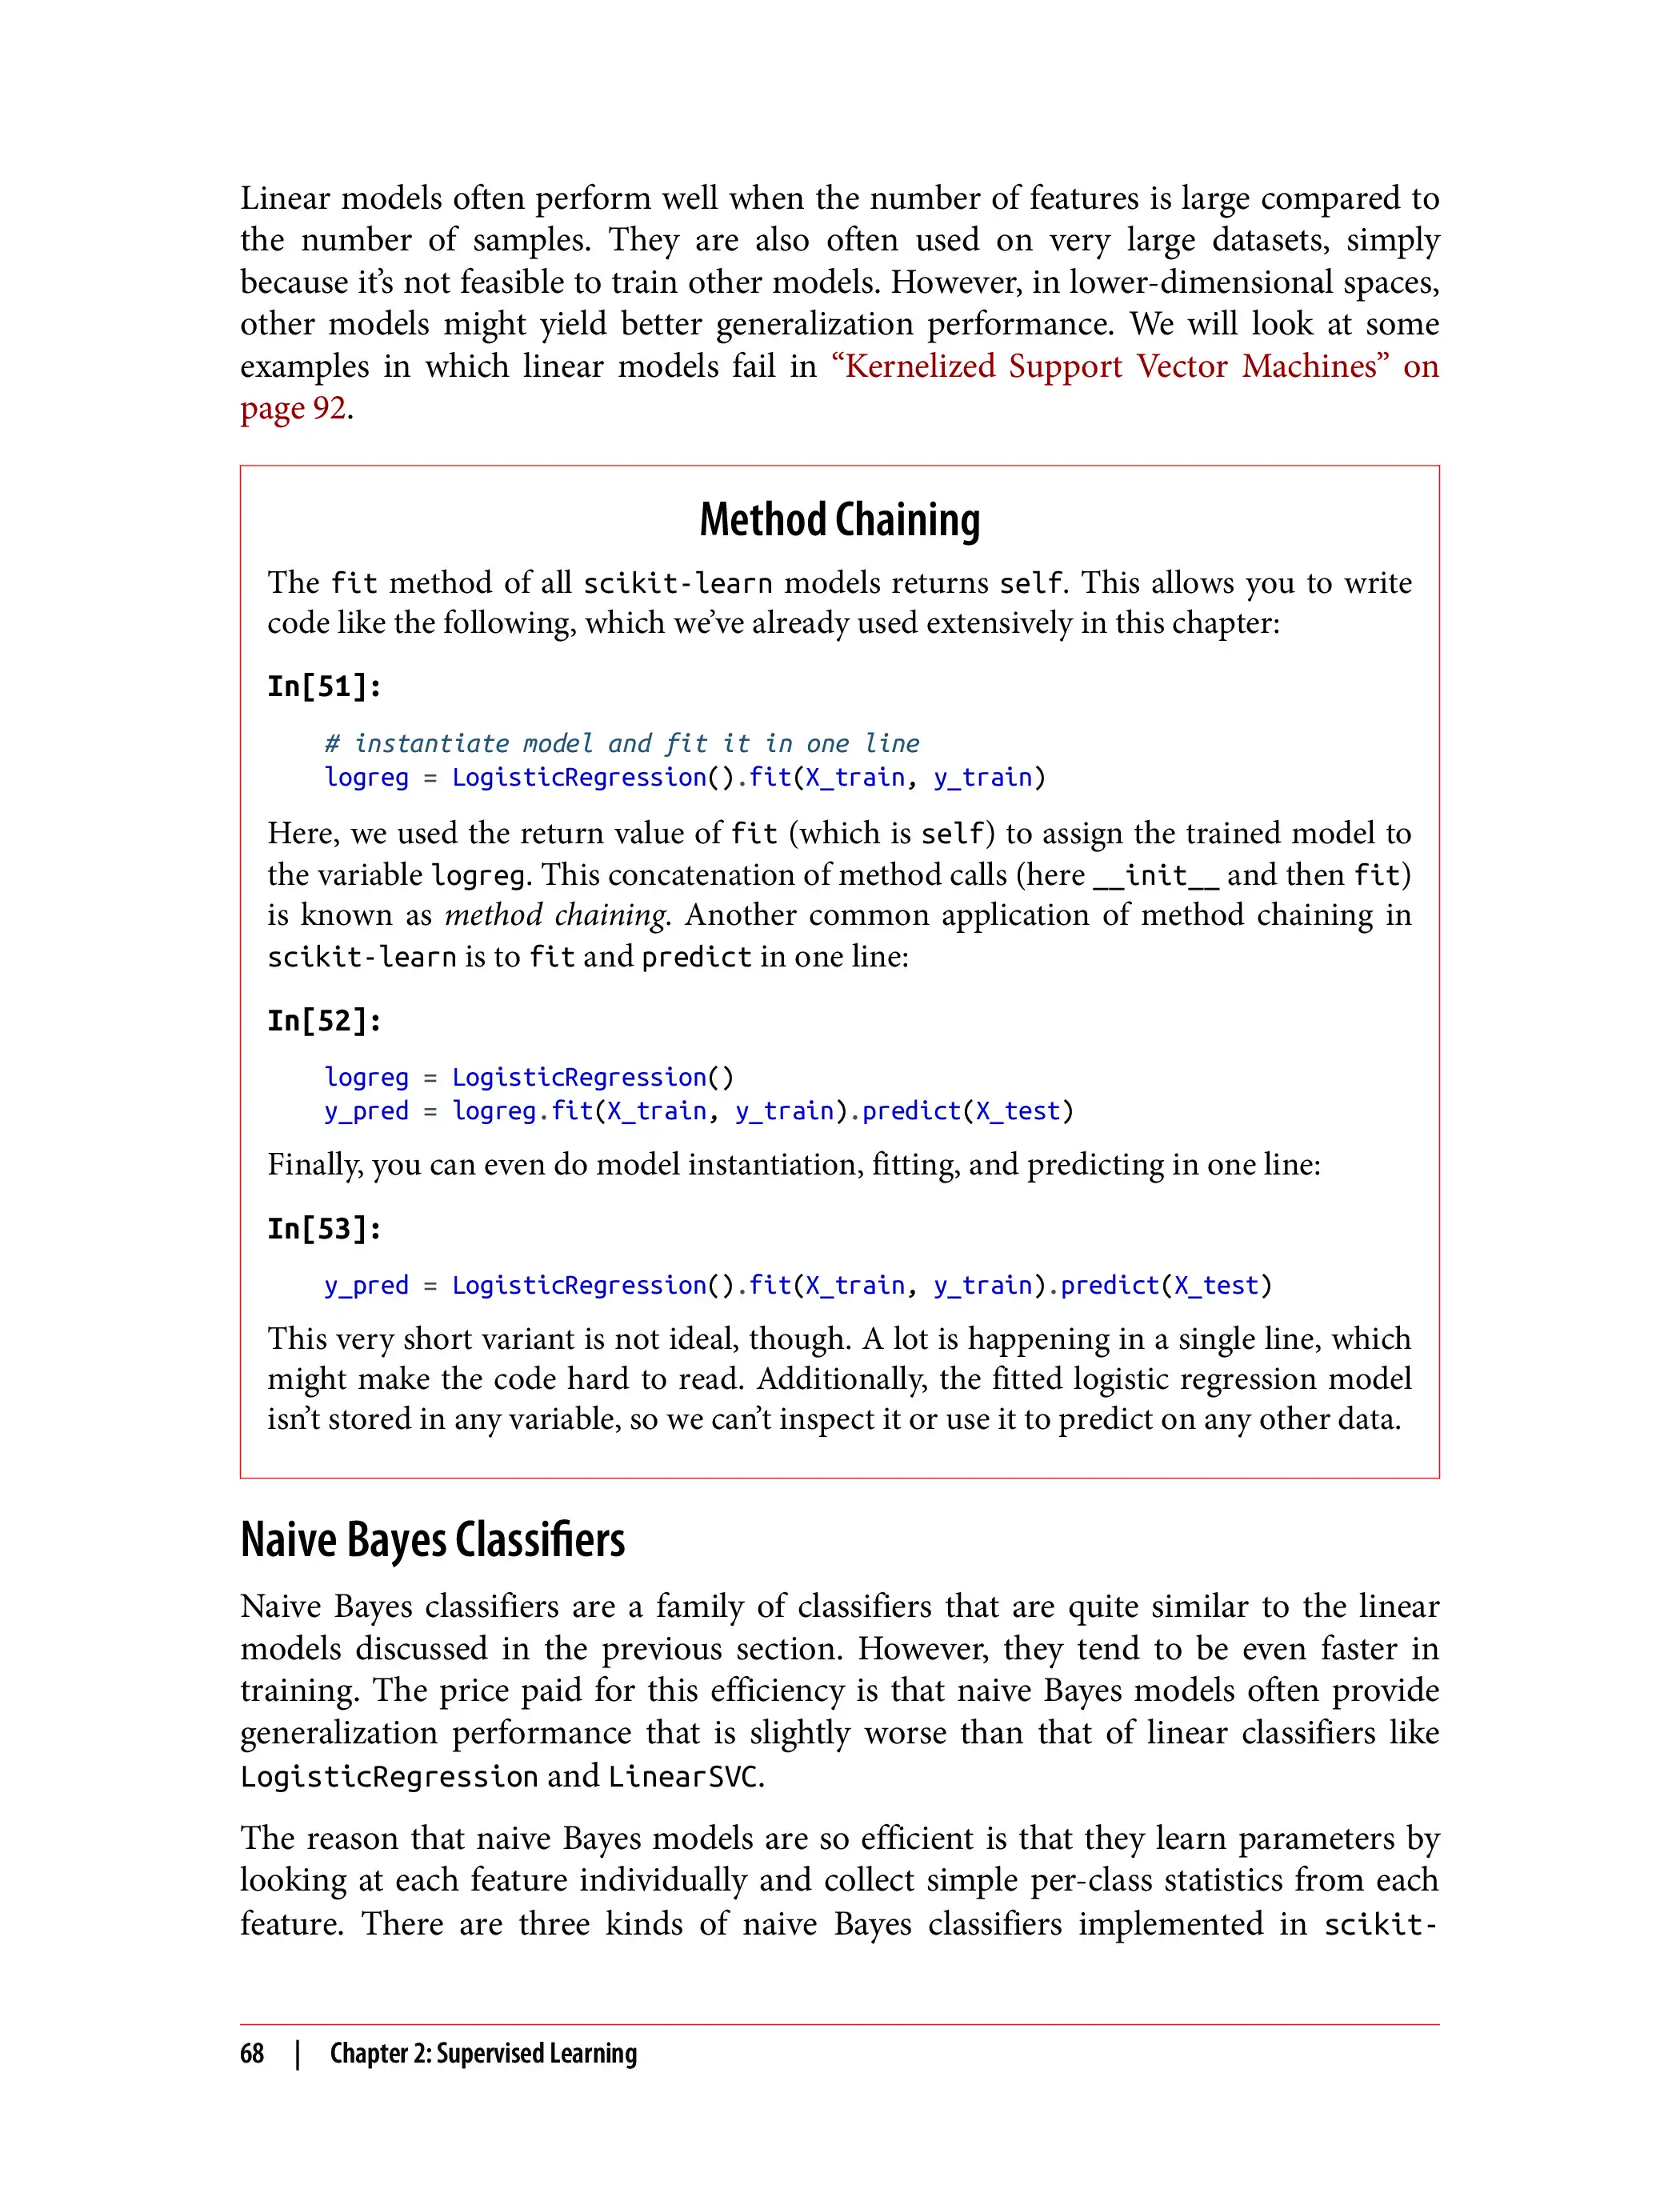 Linear models often perform well when the number of features is large compared to
the number of samples. They are also often used on very large datasets, simply
because it’s not feasible to train other models. However, in lower-dimensional spaces,
other models might yield better generalization performance. We will look at some
examples in which linear models fail in “Kernelized Support Vector Machines” on
page 92.
Method Chaining
The fit method of all scikit-learn models returns self. This allows you to write
code like the following, which we’ve already used extensively in this chapter:
In[51]:
# instantiate model and fit it in one line
logreg = LogisticRegression().fit(X_train, y_train)
Here, we used the return value of fit (which is self) to assign the trained model to
the variable logreg. This concatenation of method calls (here __init__ and then fit)
is known as method chaining. Another common application of method chaining in
scikit-learn is to fit and predict in one line:
In[52]:
logreg = LogisticRegression()
y_pred = logreg.fit(X_train, y_train).predict(X_test)
Finally, you can even do model instantiation, fitting, and predicting in one line:
In[53]:
y_pred = LogisticRegression().fit(X_train, y_train).predict(X_test)
This very short variant is not ideal, though. A lot is happening in a single line, which
might make the code hard to read. Additionally, the fitted logistic regression model
isn’t stored in any variable, so we can’t inspect it or use it to predict on any other data.
Naive Bayes Classifiers
Naive Bayes classifiers are a family of classifiers that are quite similar to the linear
models discussed in the previous section. However, they tend to be even faster in
training. The price paid for this efficiency is that naive Bayes models often provide
generalization performance that is slightly worse than that of linear classifiers like
LogisticRegression and LinearSVC.
The reason that naive Bayes models are so efficient is that they learn parameters by
looking at each feature individually and collect simple per-class statistics from each
feature. There are three kinds of naive Bayes classifiers implemented in scikit-
68 | Chapter 2: Supervised Learning